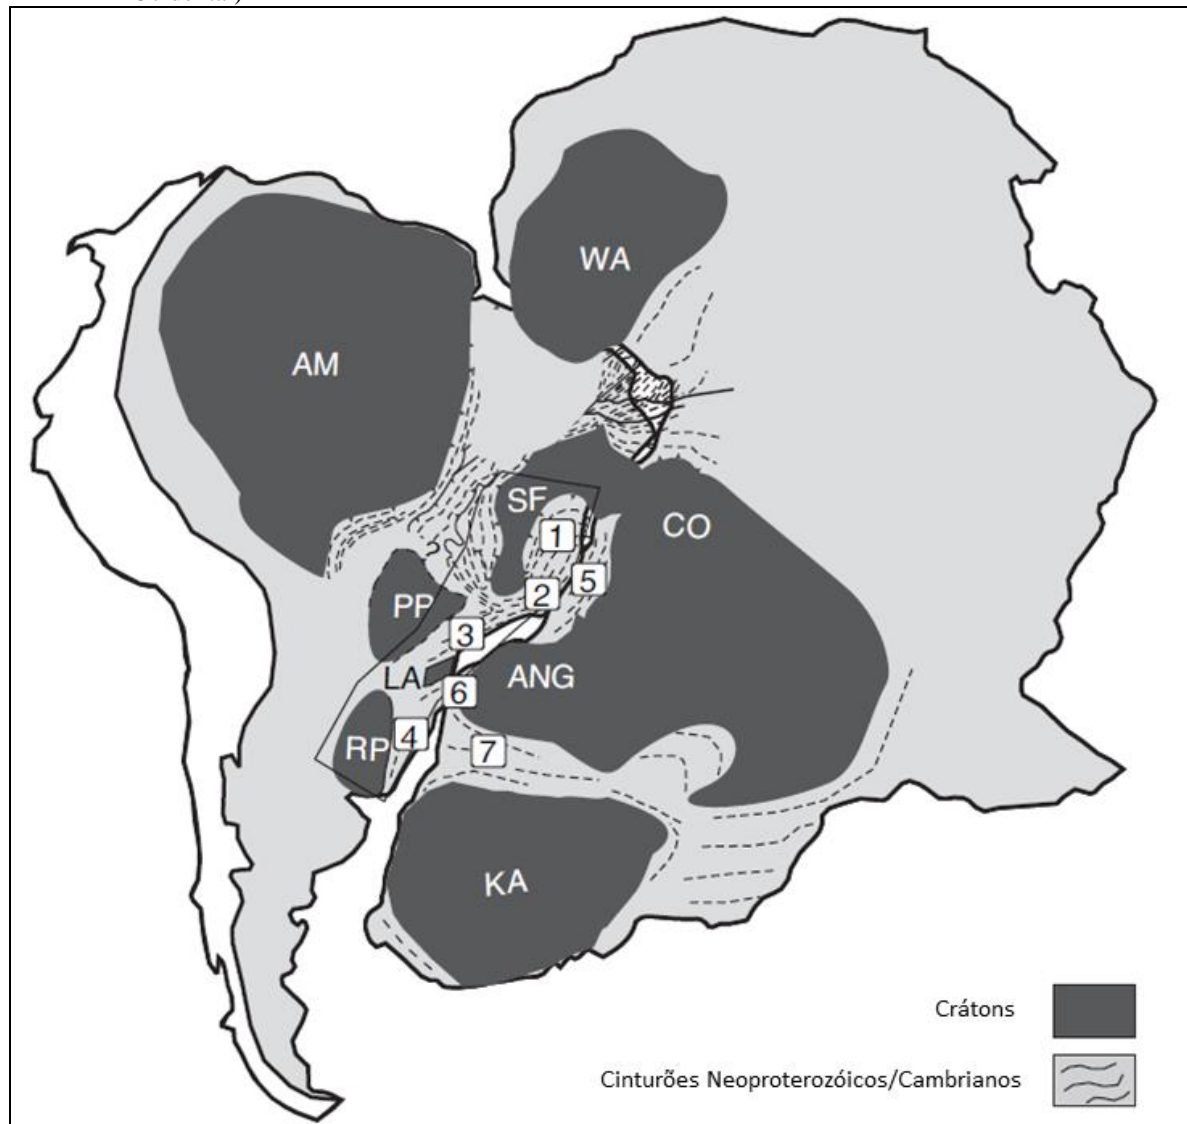 WA
AM
SF
1
CO
5
2
PP
3
LA
ANG
6
4
RP
7
KA
Crátons
Cinturões Neoproterozóicos/Cambrianos